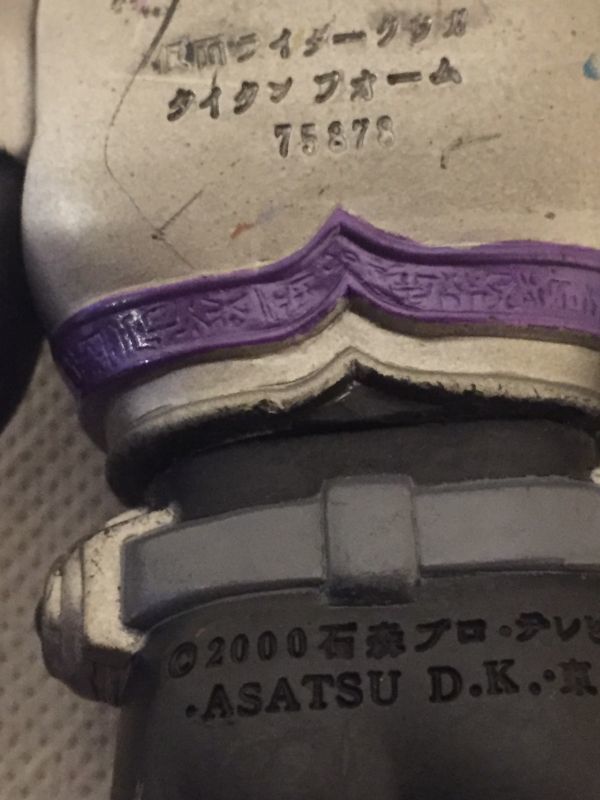 仮面ライダークウガ
タイタンフォーム
75878
©2000石森プロ・テレビ
・ASATSU D.K.・東